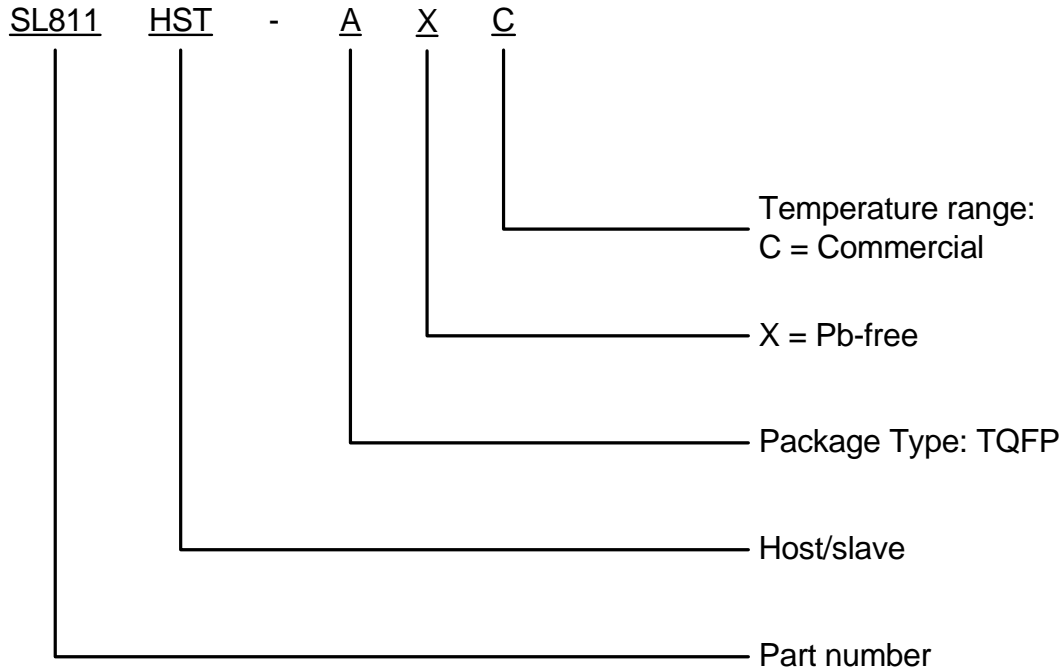 SL811 HST - A X C
Temperature range:
C = Commercial
X = Pb-free
Package Type: TQFP
Host/slave
Part number